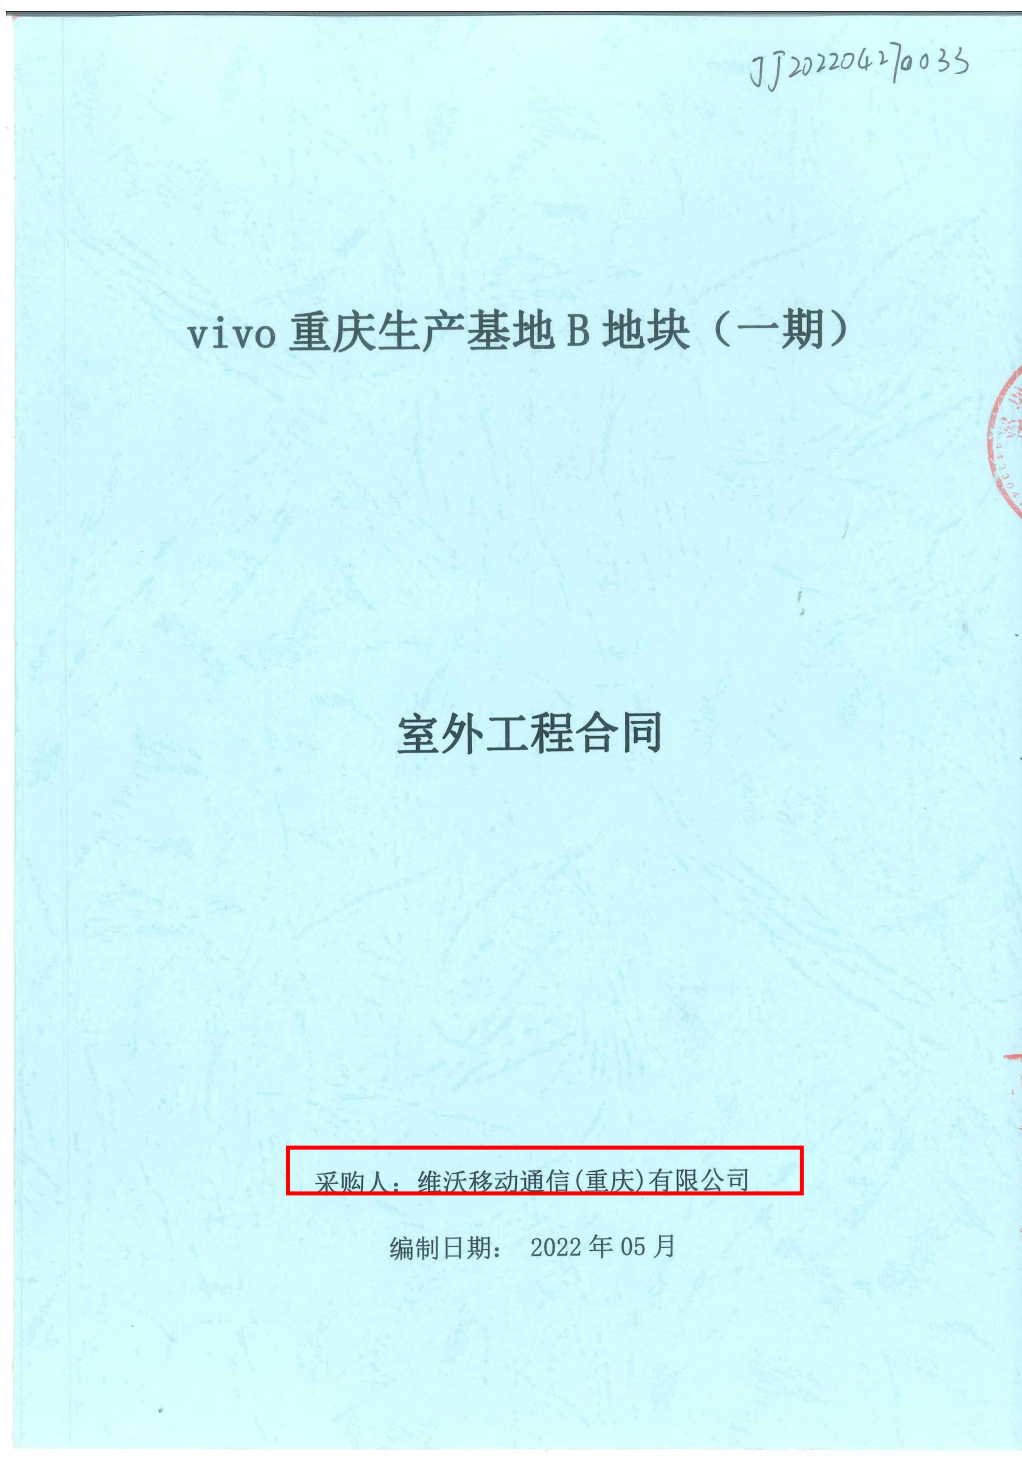 JJ202204270033
vivo 重庆生产基地 B 地块（一期）
室外工程合同
采购人：维沃移动通信(重庆)有限公司
编制日期： 2022 年 05 月